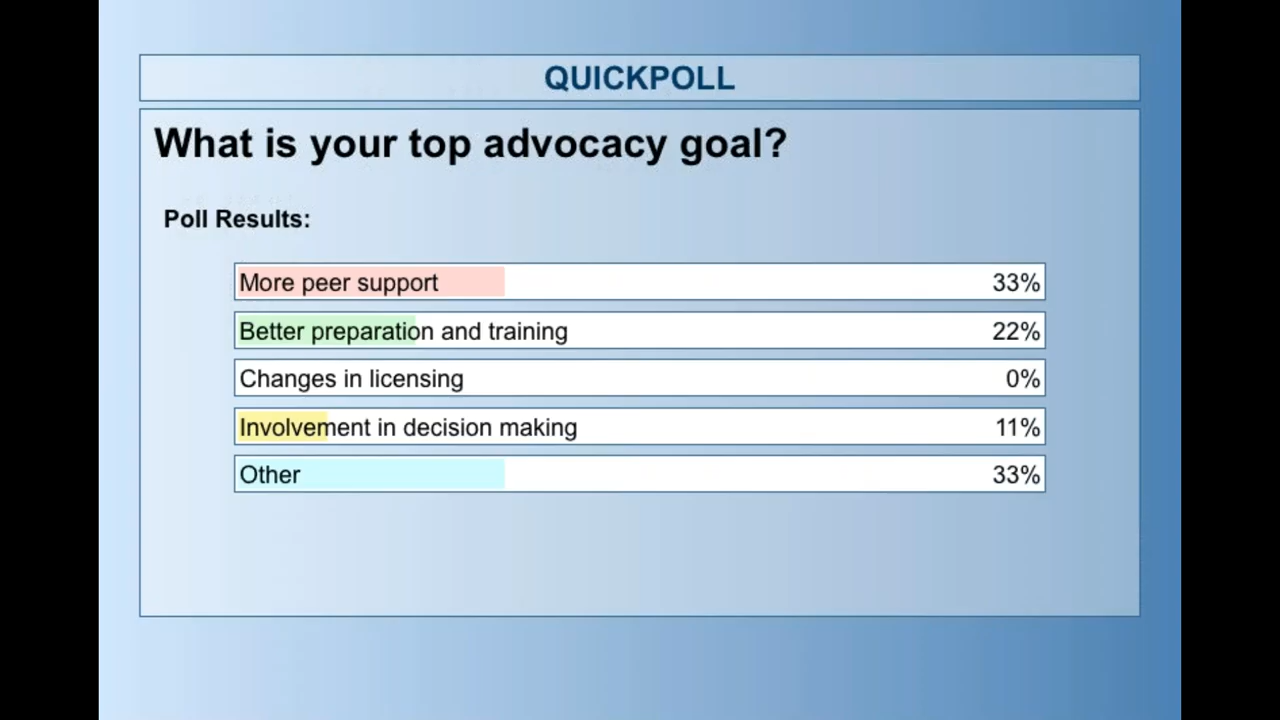 QUICKPOLL
What is your top advocacy goal?
Poll Results:
More peer support 33%
Better preparation and training 22%
Changes in licensing 0%
Involvement in decision making 11%
Other 33%